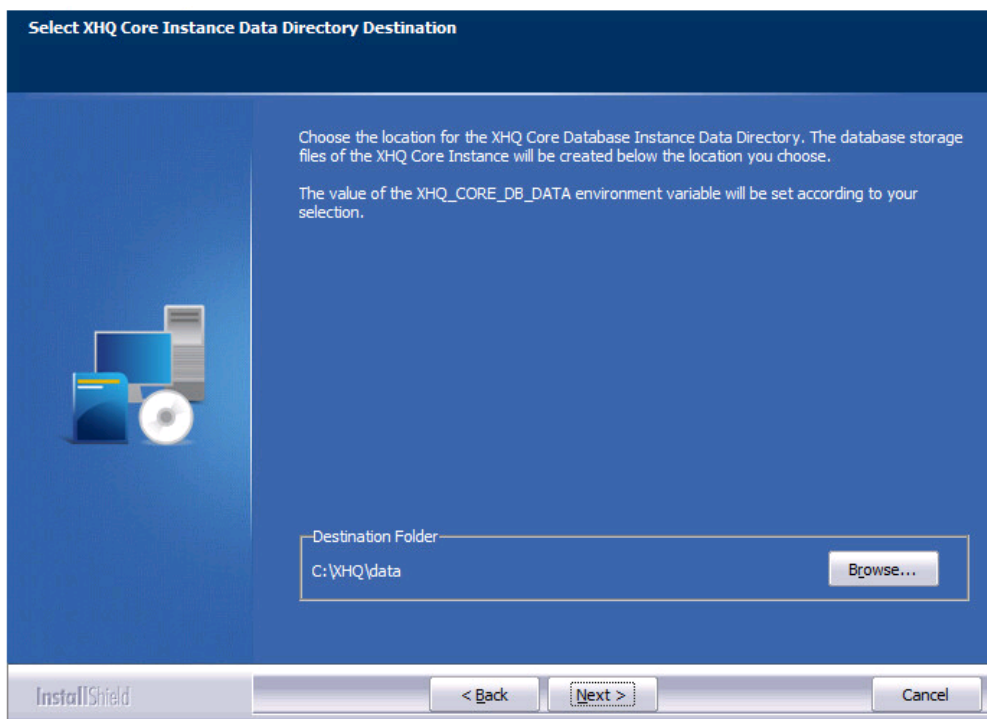 Select XHQ Core Instance Data Directory Destination
Choose the location for the XHQ Core Database Instance Data Directory. The database storage
files of the XHQ Core Instance will be created below the location you choose.
The value of the XHQ_CORE_DB_DATA environment variable will be set according to your
selection.
Destination Folder
C:\XHQ\data
Browse...
InstallShield
< Back
Next >
Cancel